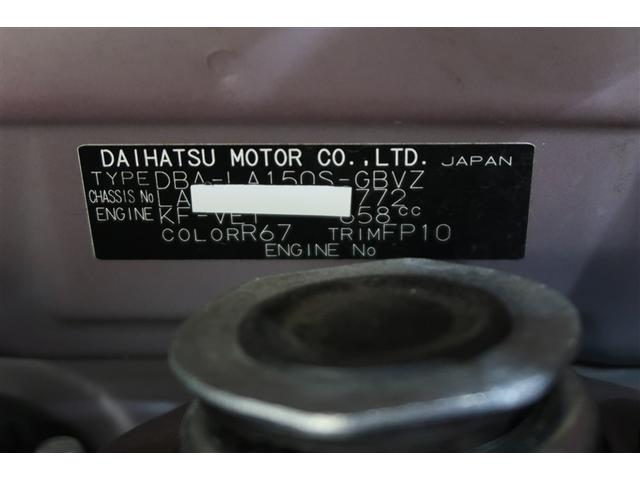 DAIHATSU MOTOR CO.,LTD. JAPAN
TYPE DBA-LA150S-GBVZ
CHASSIS No LA 772
ENGINE KF-VET 658cc
COLOR R67 TRIM FP10
ENGINE No